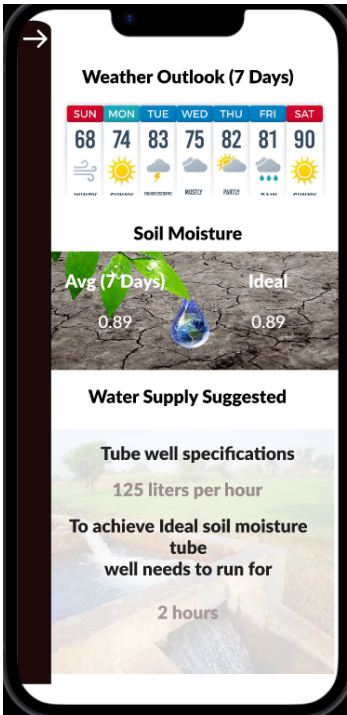 Weather Outlook (7 Days)
SUN MON TUE WED THU FRI SAT
68 74 83 75 82 81 90
THUNDERSTORMS MOSTLY PARTLY
Soil Moisture
Avg (7 Days) Ideal
0.89 0.89
Water Supply Suggested
Tube well specifications
125 liters per hour
To achieve Ideal soil moisture
tube
well needs to run for
2 hours